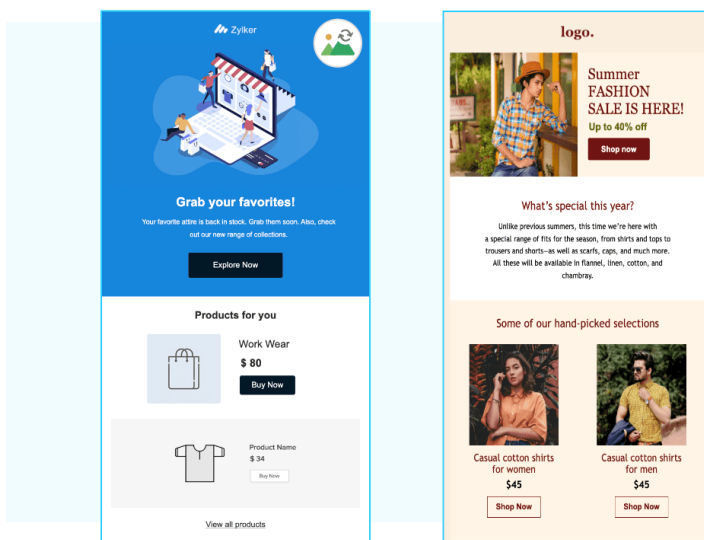 Zylker
Grab your favorites!
Your favorite attire is back in stock. Grab them soon. Also, check
out our new range of collections.
Explore Now
Products for you
Work Wear
$ 80
Buy Now
Product Name
$ 34
Buy Now
View all products
logo.
Summer
FASHION
SALE IS HERE!
Up to 40% off
Shop now
What's special this year?
Unlike previous summers, this time we're here with
a special range of fits for the season, from shirts and tops to
trousers and shorts—as well as scarfs, caps, and much more.
All these will be available in flannel, linen, cotton, and
chambray.
Some of our hand-picked selections
Casual cotton shirts
for women
$45
Shop Now
Casual cotton shirts
for men
$45
Shop Now